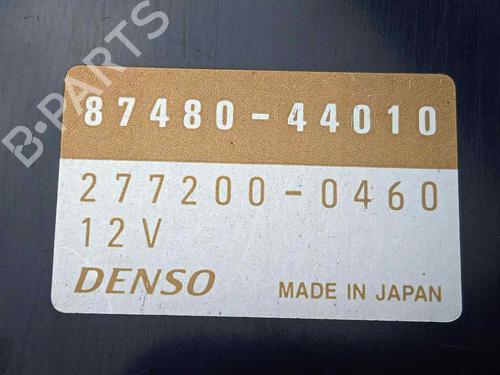 B-PARTS
87480-44010
277200-0460
12V
DENSO MADE IN JAPAN